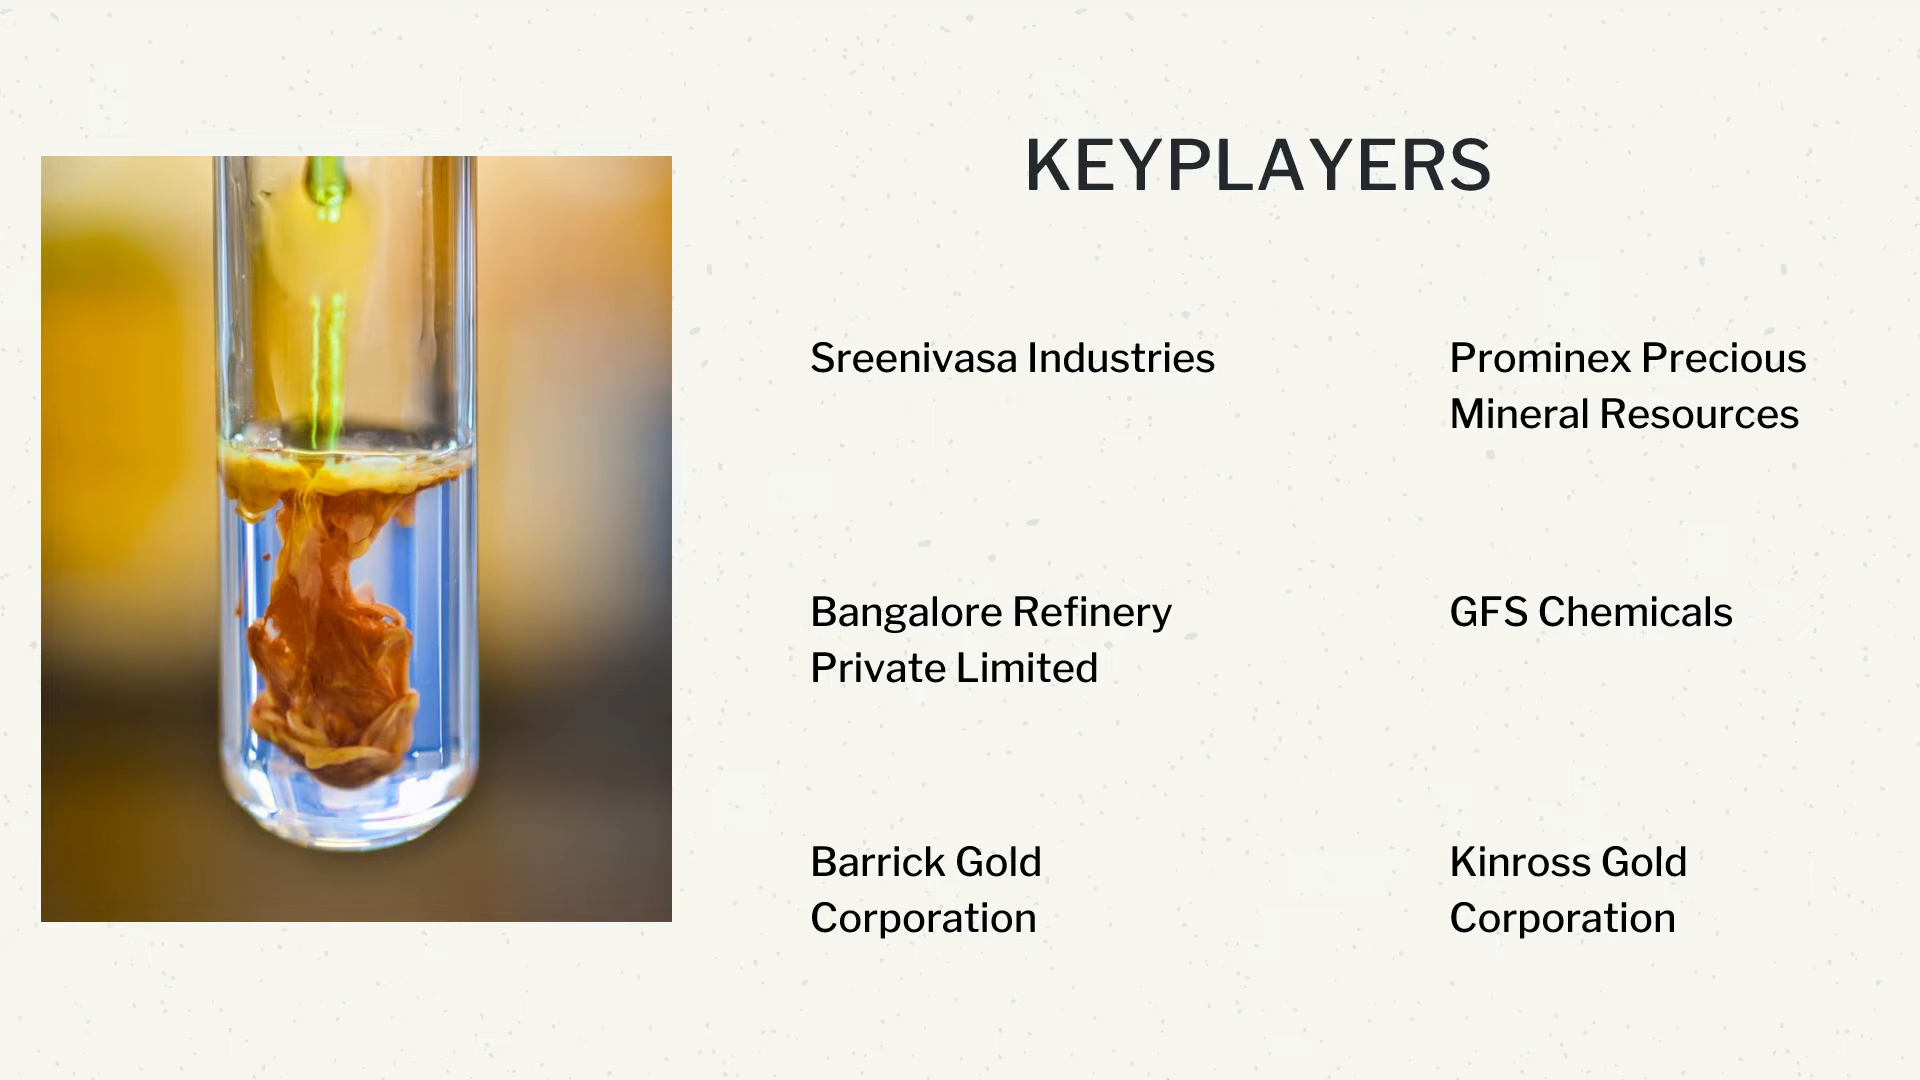 KEYPLAYERS
Sreenivasa Industries
Prominex Precious
Mineral Resources
Bangalore Refinery
Private Limited
GFS Chemicals
Barrick Gold
Corporation
Kinross Gold
Corporation